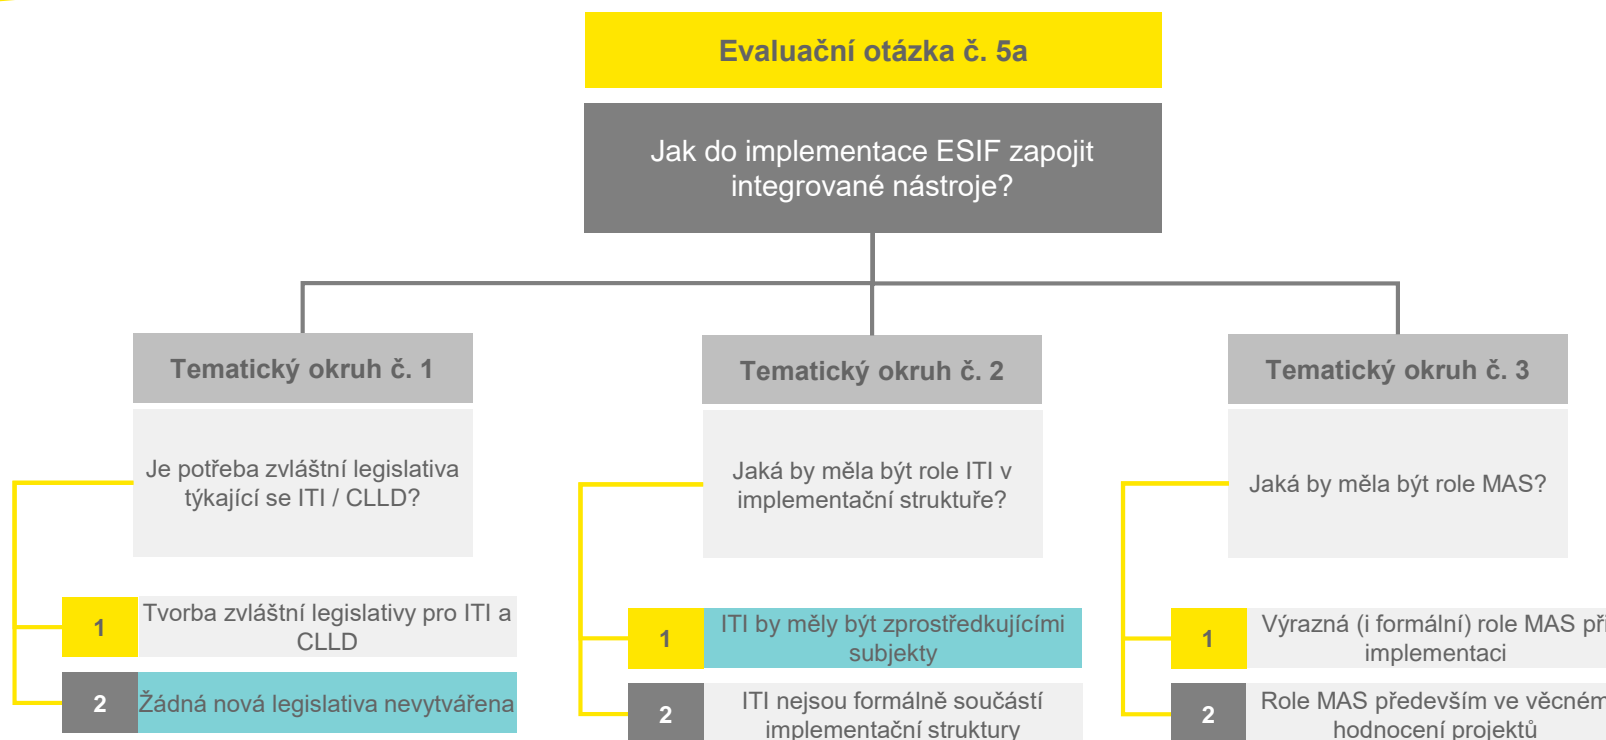 Evaluační otázka č. 5a
Jak do implementace ESIF zapojit
integrované nástroje?
Tematický okruh č. 1
Je potřeba zvláštní legislativa
týkající se ITI / CLLD?
1
Tvorba zvláštní legislativy pro ITI a
CLLD
2
Žádná nová legislativa nevytvářena
Tematický okruh č. 2
Jaká by měla být role ITI v
implementační struktuře?
1
ITI by měly být zprostředkujícími
subjekty
2
ITI nejsou formálně součástí
implementační struktury
Tematický okruh č. 3
Jaká by měla být role MAS?
1
Výrazná (i formální) role MAS při
implementaci
2
Role MAS především ve věcném
hodnocení projektů